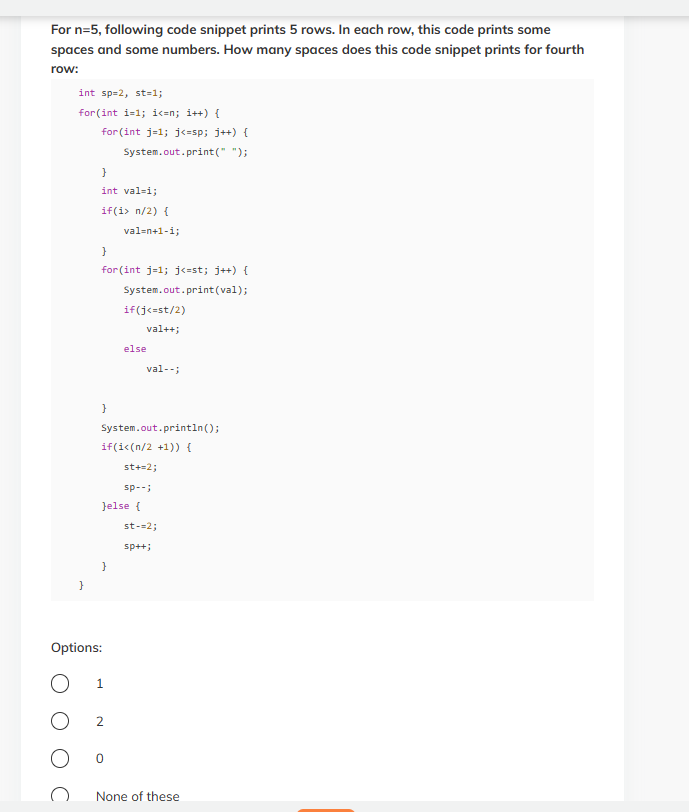 For n=5, following code snippet prints 5 rows. In each row, this code prints some
spaces and some numbers. How many spaces does this code snippet prints for fourth
row:
int sp=2, st=1;
for(int i=1; i<=n; i++) {
for(int j=1; j<=sp; j++) {
System.out.print(" ");
}
int val=i;
if(i> n/2) {
val=n+1-i;
}
for(int j=1; j<=st; j++) {
System.out.print(val);
if(j<=st/2)
val++;
else
val--;
}
System.out.println();
if(i<(n/2 +1)) {
st+=2;
sp--;
}else {
st-=2;
sp++;
}
}
Options:
1
2
0
None of these